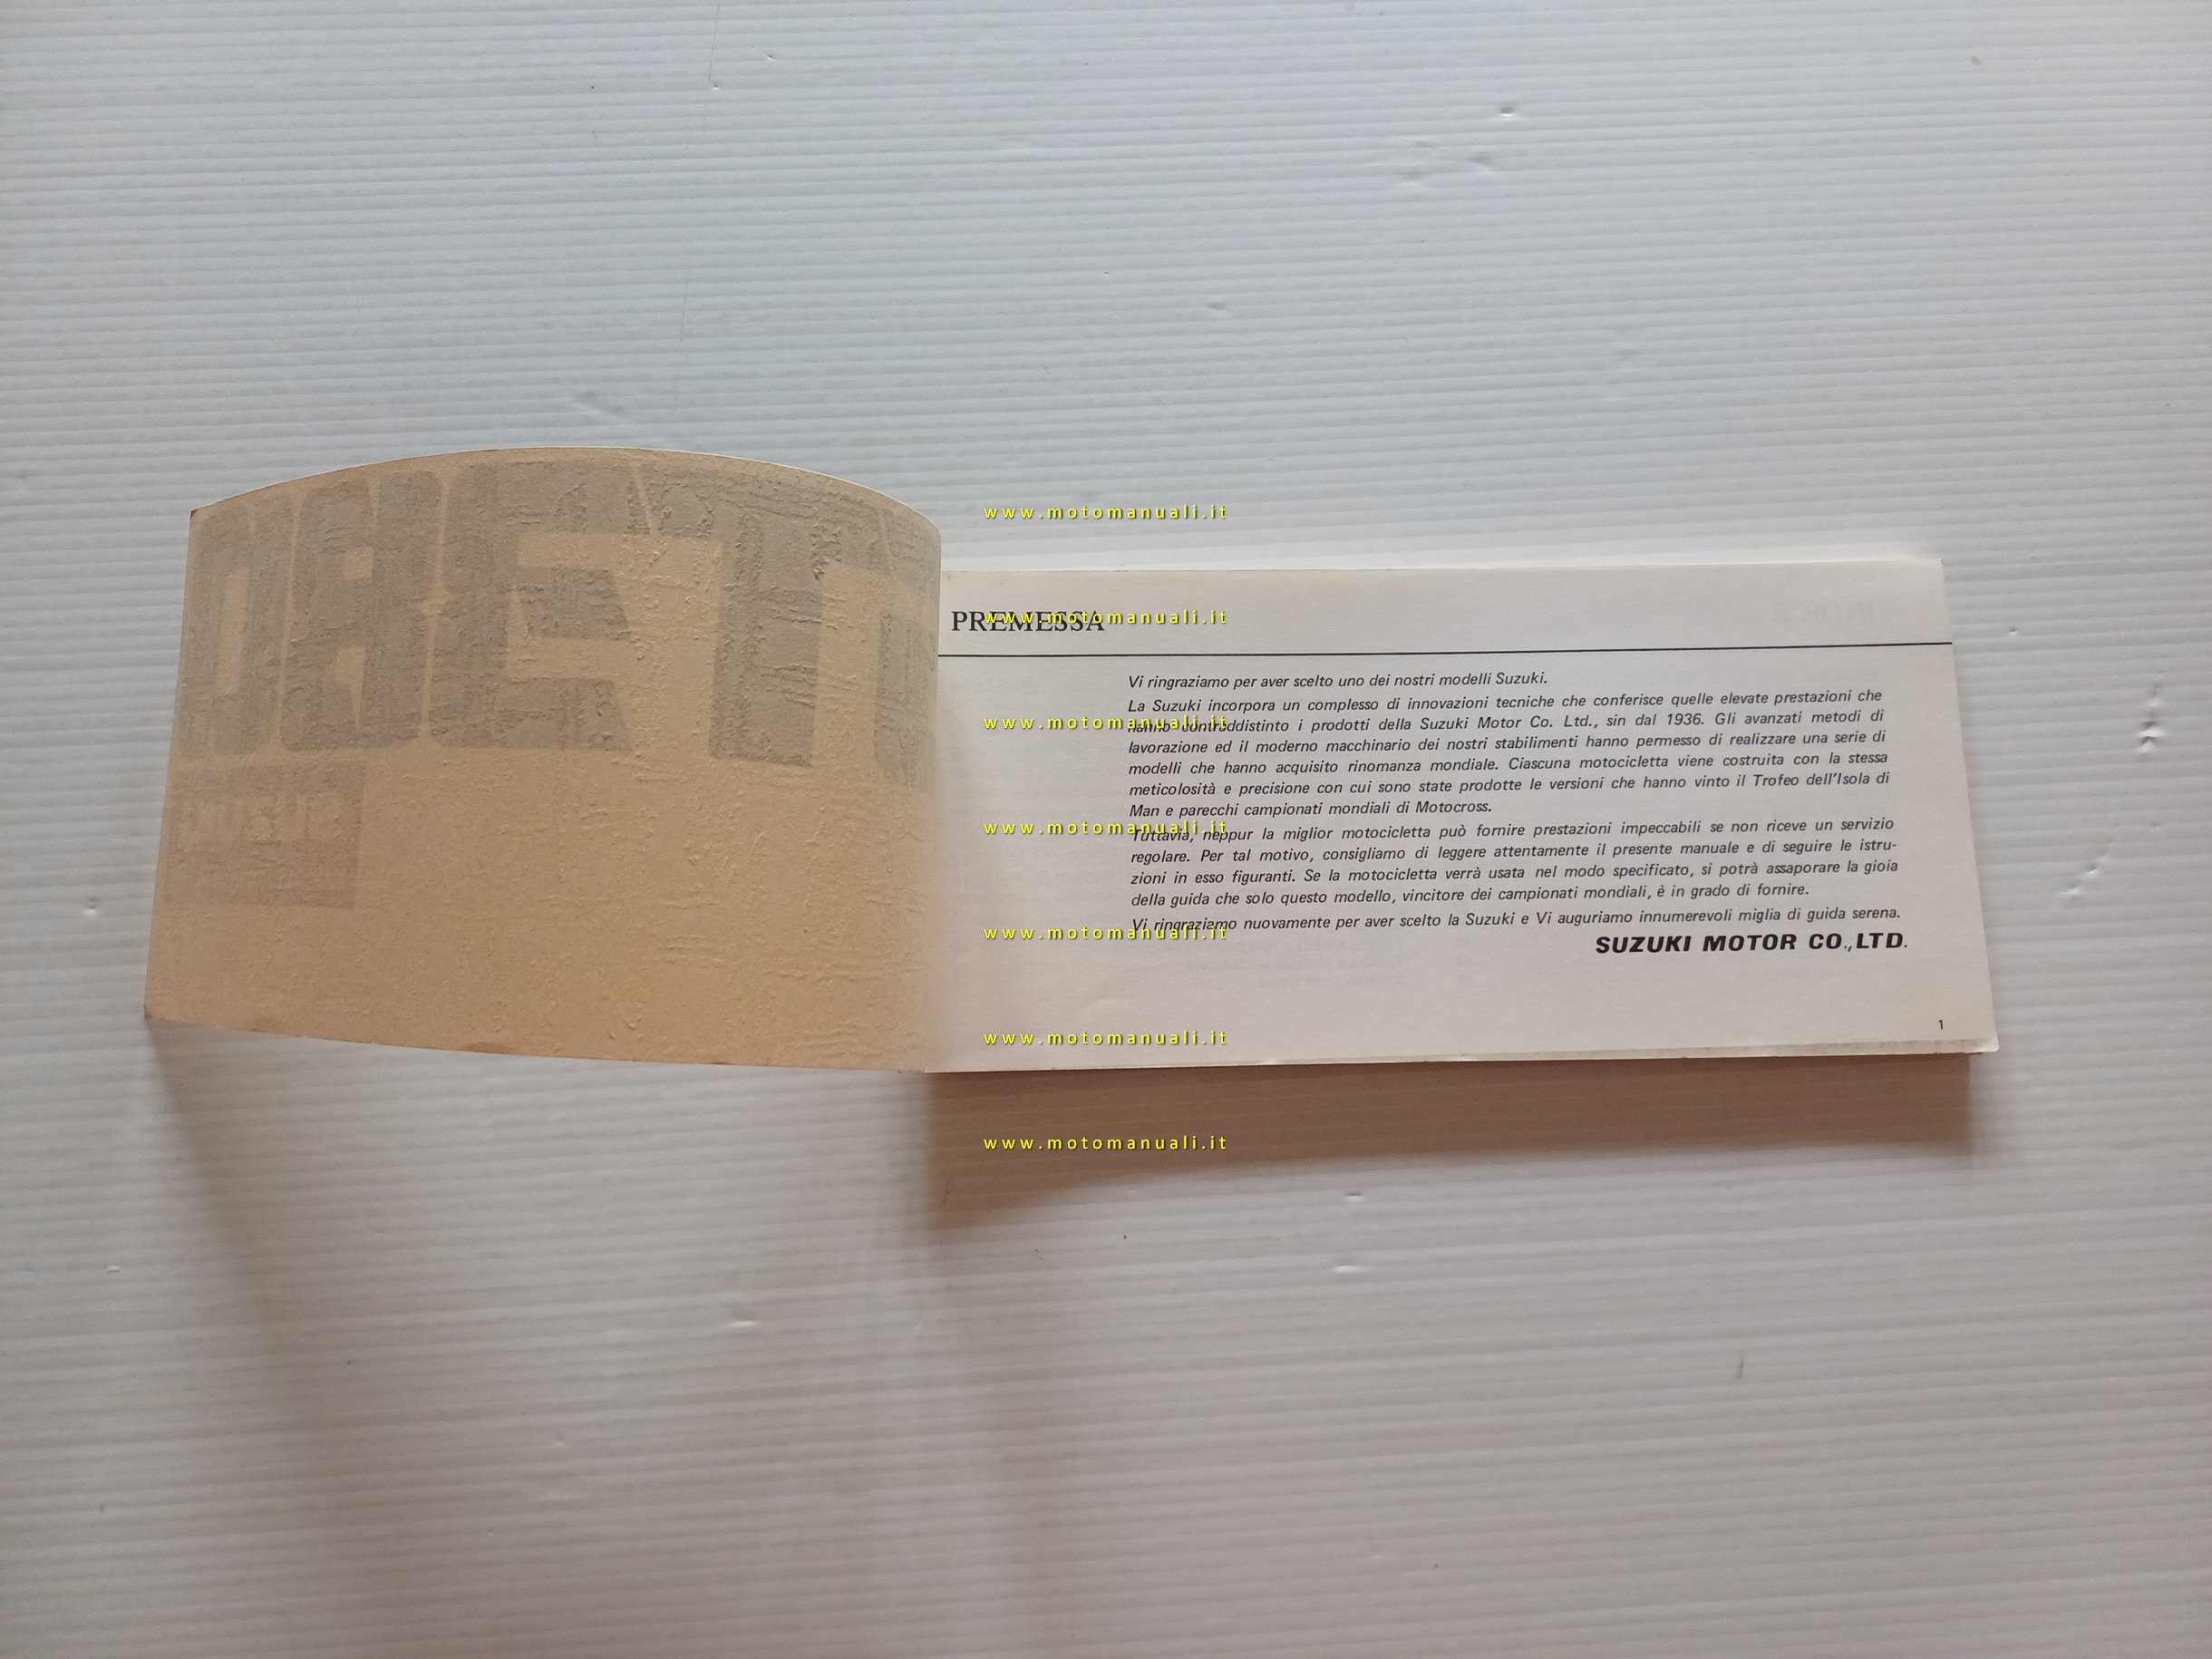 www.motomanuali.it
PREMESSA
www.motomanuali.it
Vi ringraziamo per aver scelto uno dei nostri modelli Suzuki.
La Suzuki incorpora un complesso di innovazioni tecniche che conferisce quelle elevate prestazioni che
www.motomanuali.it
hanno contraddistinto i prodotti della Suzuki Motor Co. Ltd., sin dal 1936. Gli avanzati metodi di
lavorazione ed il moderno macchinario dei nostri stabilimenti hanno permesso di realizzare una serie di
modelli che hanno acquisito rinomanza mondiale. Ciascuna motocicletta viene costruita con la stessa
meticolosità e precisione con cui sono state prodotte le versioni che hanno vinto il Trofeo dell'Isola di
Man e parecchi campionati mondiali di Motocross.
www.motomanuali.it
Tuttavia, neppur la miglior motocicletta può fornire prestazioni impeccabili se non riceve un servizio
regolare. Per tal motivo, consigliamo di leggere attentamente il presente manuale e di seguire le istru-
zioni in esso figuranti. Se la motocicletta verrà usata nel modo specificato, si potrà assaporare la gioia
della guida che solo questo modello, vincitore dei campionati mondiali, è in grado di fornire.
Vi ringraziamo nuovamente per aver scelto la Suzuki e Vi auguriamo innumerevoli miglia di guida serena.
www.motomanuali.it
SUZUKI MOTOR CO.,LTD.
1
www.motomanuali.it
www.motomanuali.it